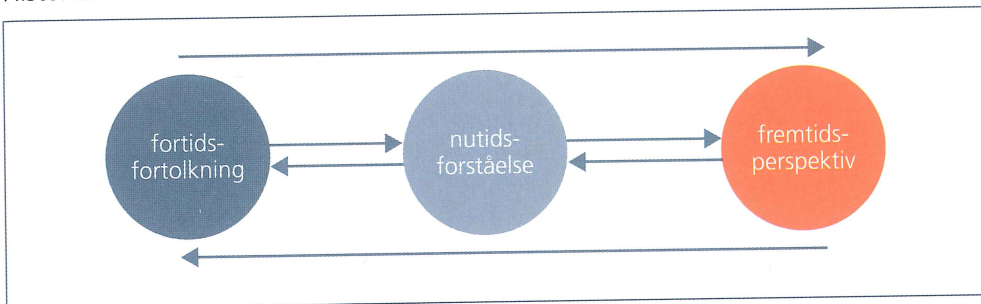 fortids-
fortolkning
nutids-
forståelse
fremtids-
perspektiv